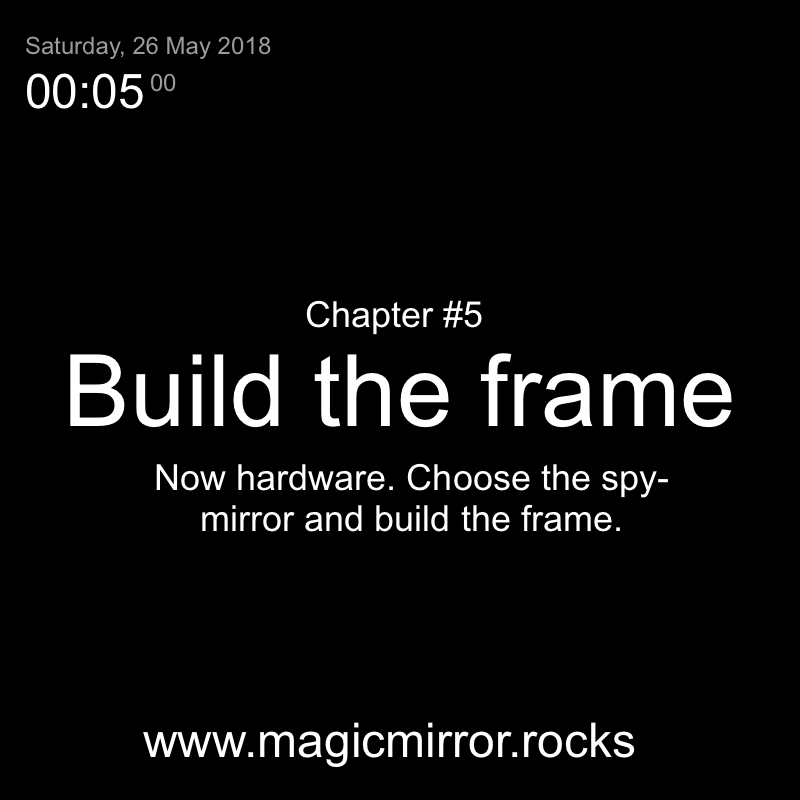 Saturday, 26 May 2018
00:05 00
Chapter #5
Build the frame
Now hardware. Choose the spy-
mirror and build the frame.
www.magicmirror.rocks